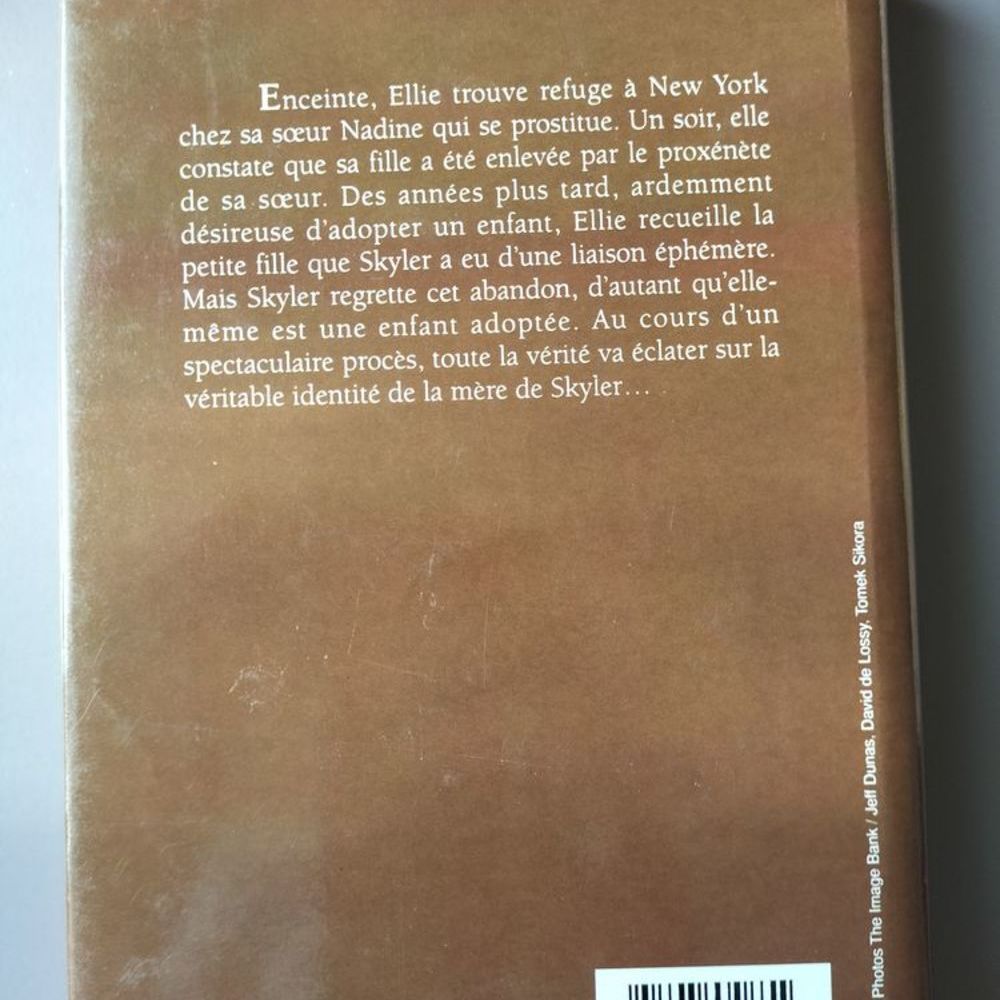 Enceinte, Ellie trouve refuge à New York
chez sa sœur Nadine qui se prostitue. Un soir, elle
constate que sa fille a été enlevée par le proxénète
de sa sœur. Des années plus tard, ardemment
désireuse d'adopter un enfant, Ellie recueille la
petite fille que Skyler a eu d'une liaison éphémère.
Mais Skyler regrette cet abandon, d'autant qu'elle-
même est une enfant adoptée. Au cours d'un
spectaculaire procès, toute la vérité va éclater sur la
véritable identité de la mère de Skyler...
Photos The Image Bank / Jeff Dunas, David de Lossy, Tomek Sikora